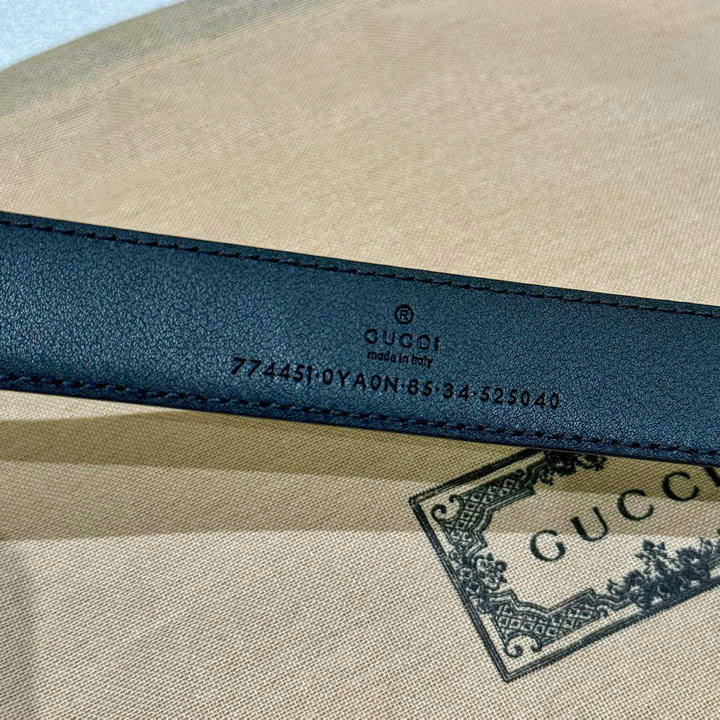 ®
GUCCI
made in Italy
774451·0YA0N·85·34·525040
GUCCI